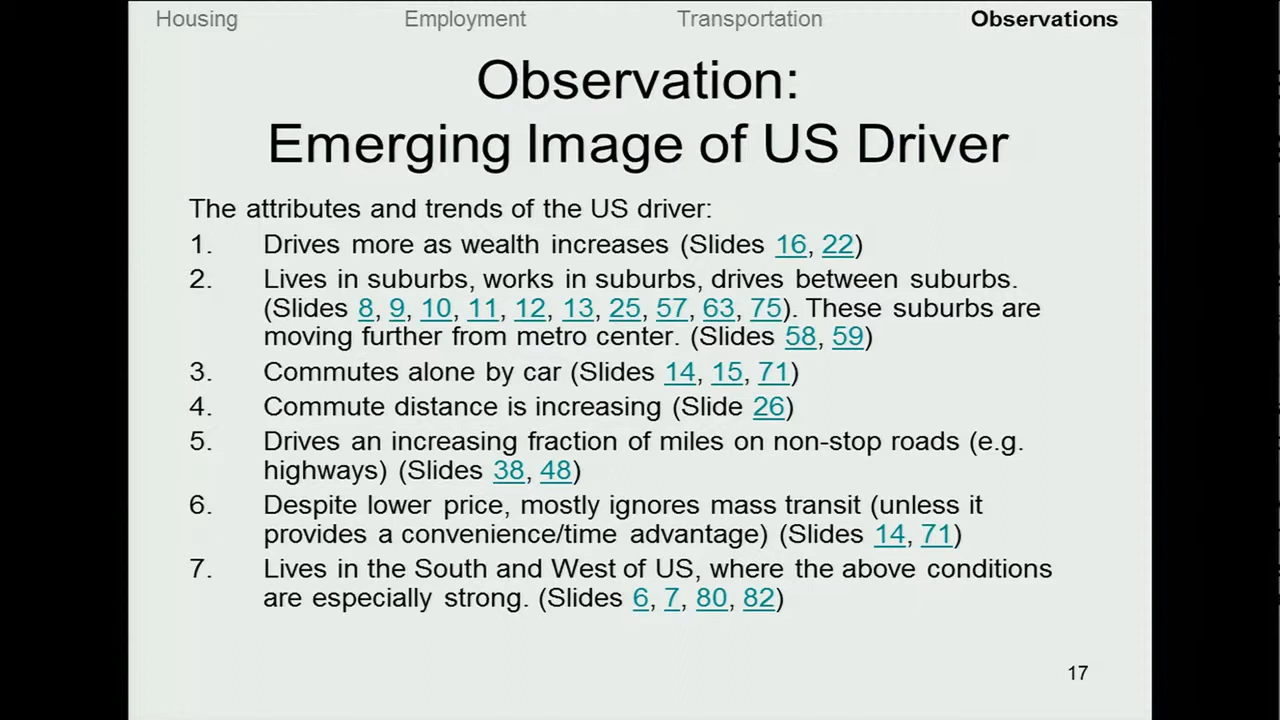 Housing Employment Transportation Observations
Observation:
Emerging Image of US Driver
The attributes and trends of the US driver:
1. Drives more as wealth increases (Slides 16, 22)
2. Lives in suburbs, works in suburbs, drives between suburbs.
(Slides 8, 9, 10, 11, 12, 13, 25, 57, 63, 75). These suburbs are
moving further from metro center. (Slides 58, 59)
3. Commutes alone by car (Slides 14, 15, 71)
4. Commute distance is increasing (Slide 26)
5. Drives an increasing fraction of miles on non-stop roads (e.g.
highways) (Slides 38, 48)
6. Despite lower price, mostly ignores mass transit (unless it
provides a convenience/time advantage) (Slides 14, 71)
7. Lives in the South and West of US, where the above conditions
are especially strong. (Slides 6, 7, 80, 82)
17